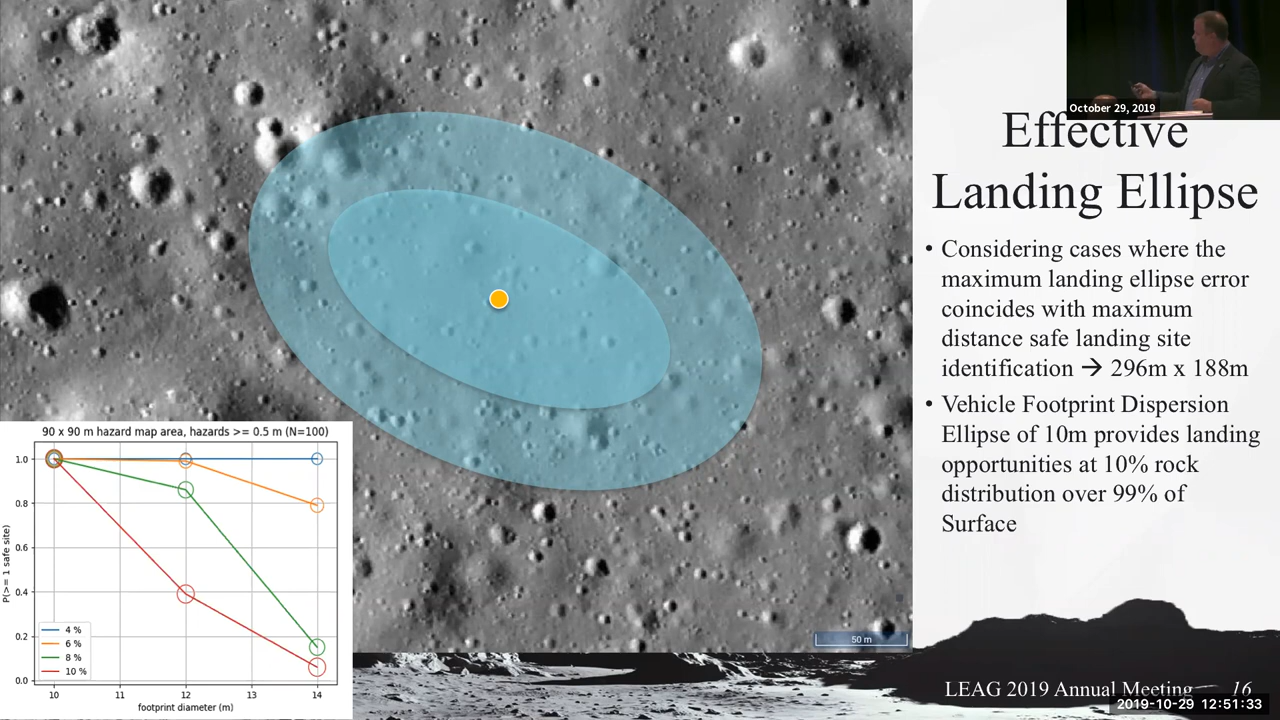 October 29, 2019
Effective
Landing Ellipse
• Considering cases where the
maximum landing ellipse error
coincides with maximum
distance safe landing site
identification → 296m x 188m
• Vehicle Footprint Dispersion
Ellipse of 10m provides landing
opportunities at 10% rock
distribution over 99% of
Surface
50 m
90 x 90 m hazard map area, hazards >= 0.5 m (N=100)
P(>= 1 safe site)
1.0
0.8
0.6
0.4
0.2
0.0
4 %
6 %
8 %
10 %
10 11 12 13 14
footprint diameter (m)
LEAG 2019 Annual Meeting 16
2019-10-29 12:51:33